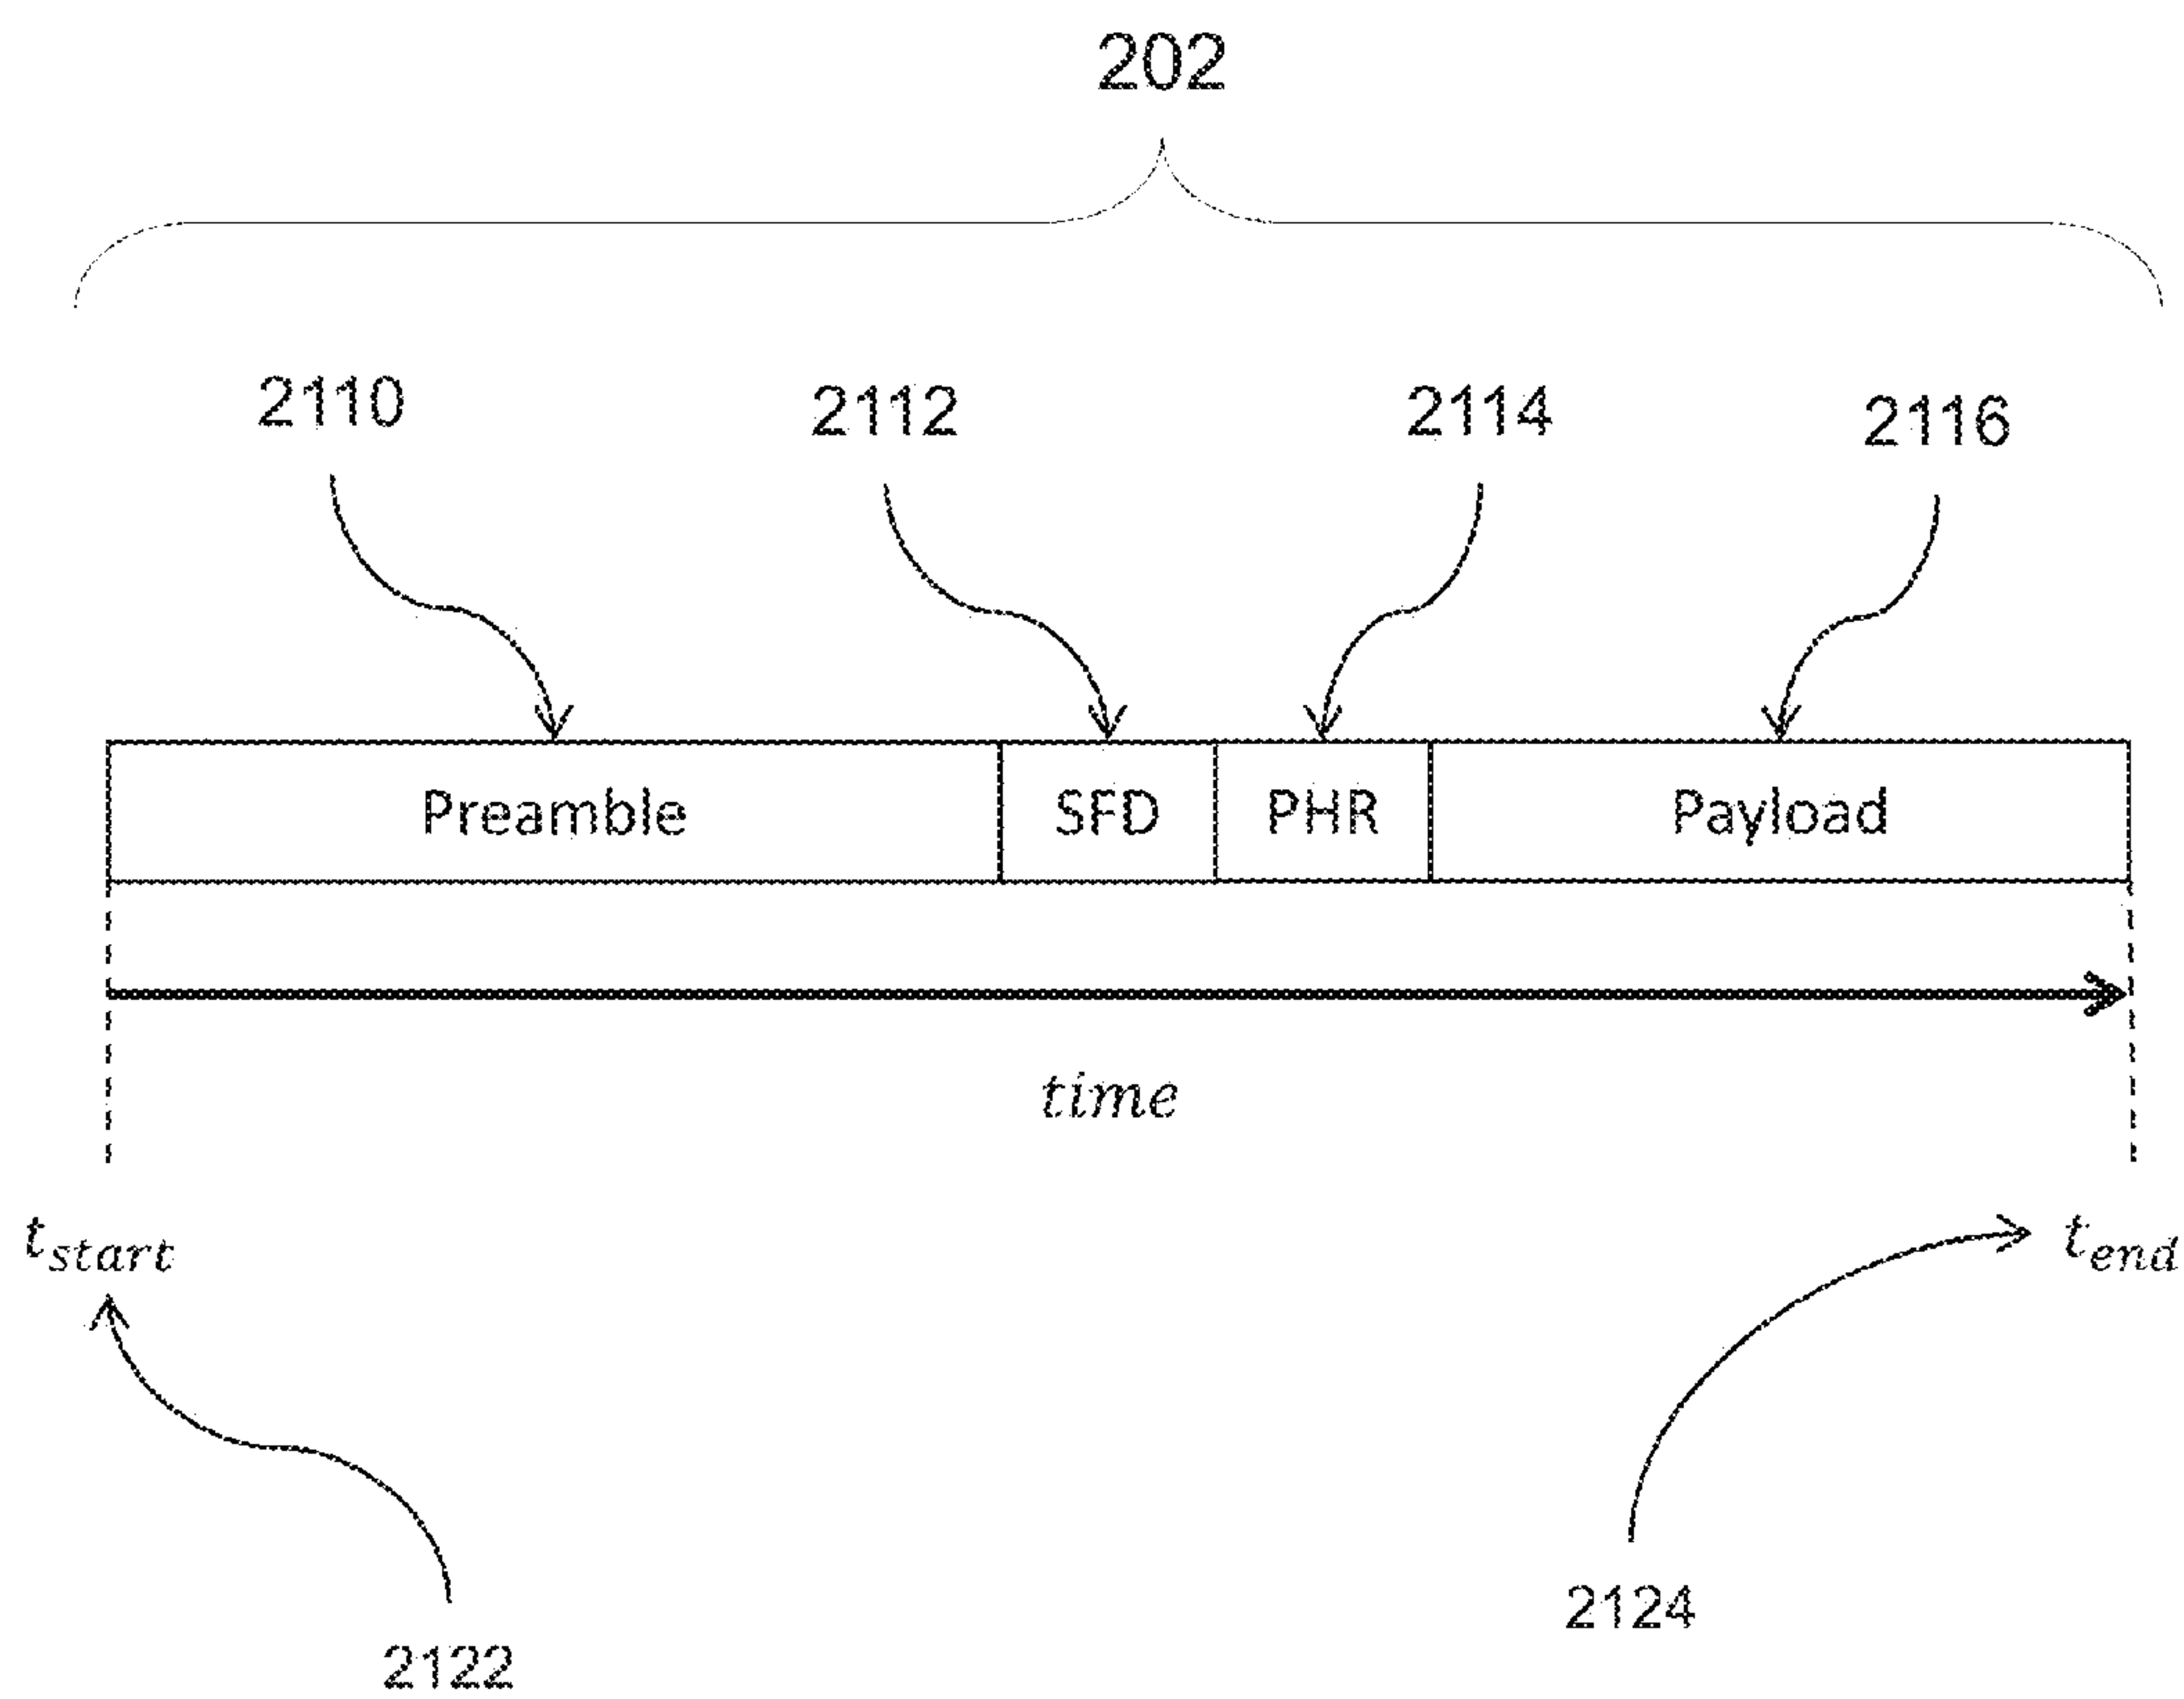 202
2110 2112 2114 2116
Preamble SFD PHR Payload
time
t_start t_end
2124
2122